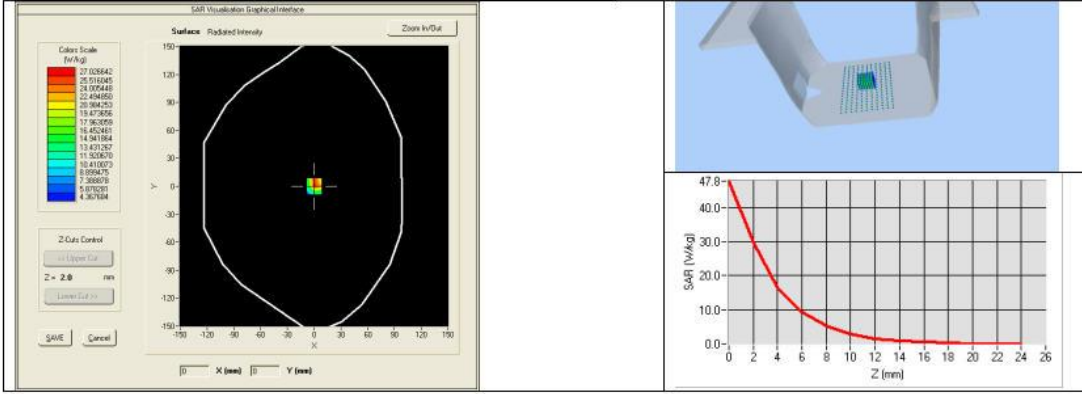 SAR Visualisation Graphical Interface
Surface Radiated Intensity
Zoom In/Out
Colors Scale
(W/kg)
27.026642
25.516045
24.005448
22.494850
20.984253
19.473656
17.963059
16.452461
14.941864
13.431267
11.920670
10.410073
8.899475
7.388878
5.878281
4.367684
Z-Cuts Control
<< Upper Cut
Z = 2.0 mm
Lower Cut >>
SAVE Cancel
150
120
90
60
30
0
-30
-60
-90
-120
-150
Y
-150 -120 -90 -60 -30 0 30 60 90 120 150
X
0 X (mm) 0 Y (mm)
47.8
40.0
30.0
20.0
10.0
0.0
SAR (W/kg)
0 2 4 6 8 10 12 14 16 18 20 22 24 26
Z (mm)